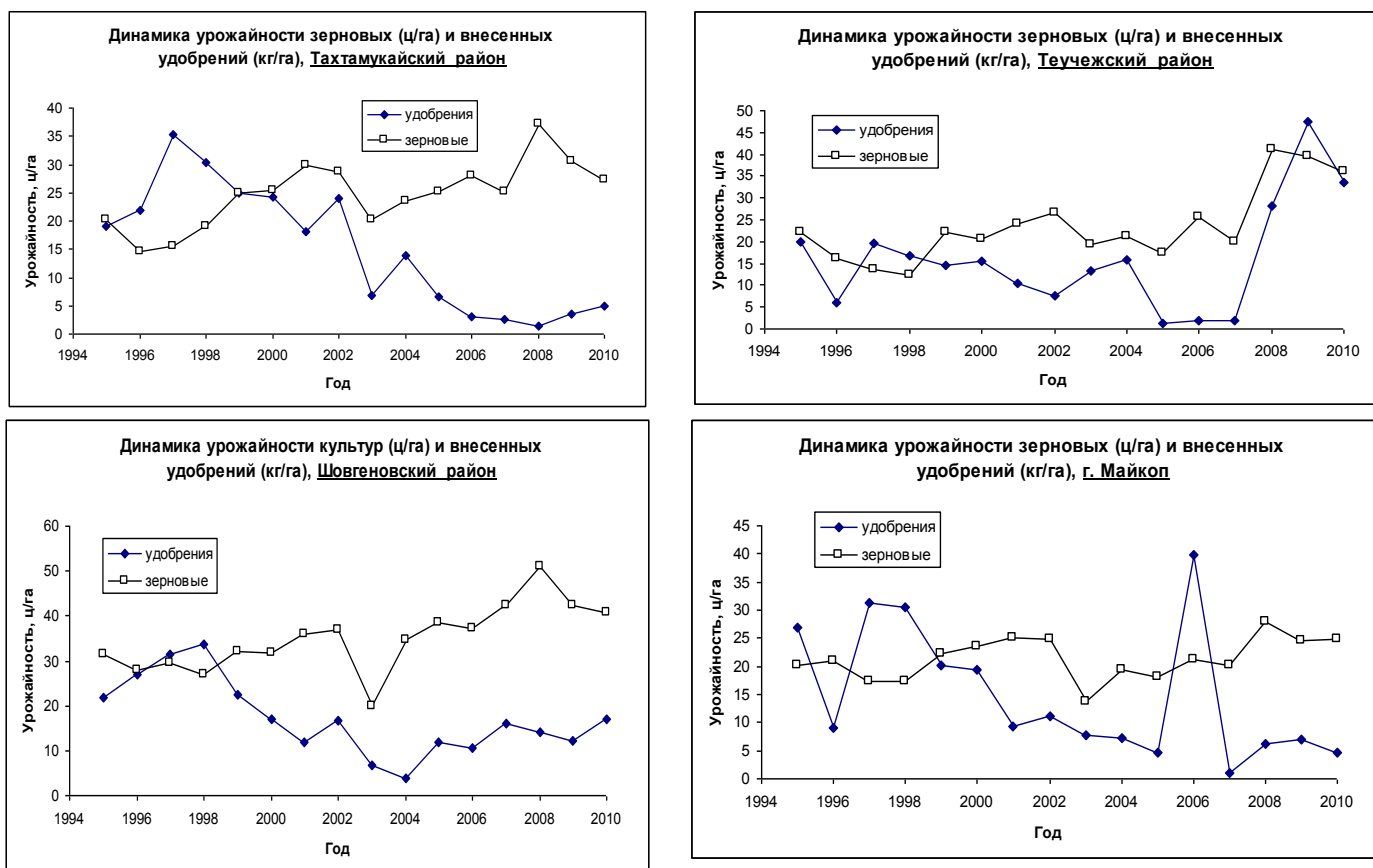 Динамика урожайности зерновых (ц/га) и внесенных
удобрений (кг/га), Тахтамукайский район
Урожайность, ц/га
40
35
30
25
20
15
10
5
0
удобрения
зерновые
1994 1996 1998 2000 2002 2004 2006 2008 2010
Год
Динамика урожайности зерновых (ц/га) и внесенных
удобрений (кг/га), Теучежский район
Урожайность, ц/га
50
45
40
35
30
25
20
15
10
5
0
удобрения
зерновые
1994 1996 1998 2000 2002 2004 2006 2008 2010
Год
Динамика урожайности культур (ц/га) и внесенных
удобрений (кг/га), Шовгеновский район
Урожайность, ц/га
60
50
40
30
20
10
0
удобрения
зерновые
1994 1996 1998 2000 2002 2004 2006 2008 2010
Год
Динамика урожайности зерновых (ц/га) и внесенных
удобрений (кг/га), г. Майкоп
Урожайность, ц/га
45
40
35
30
25
20
15
10
5
0
удобрения
зерновые
1994 1996 1998 2000 2002 2004 2006 2008 2010
Год